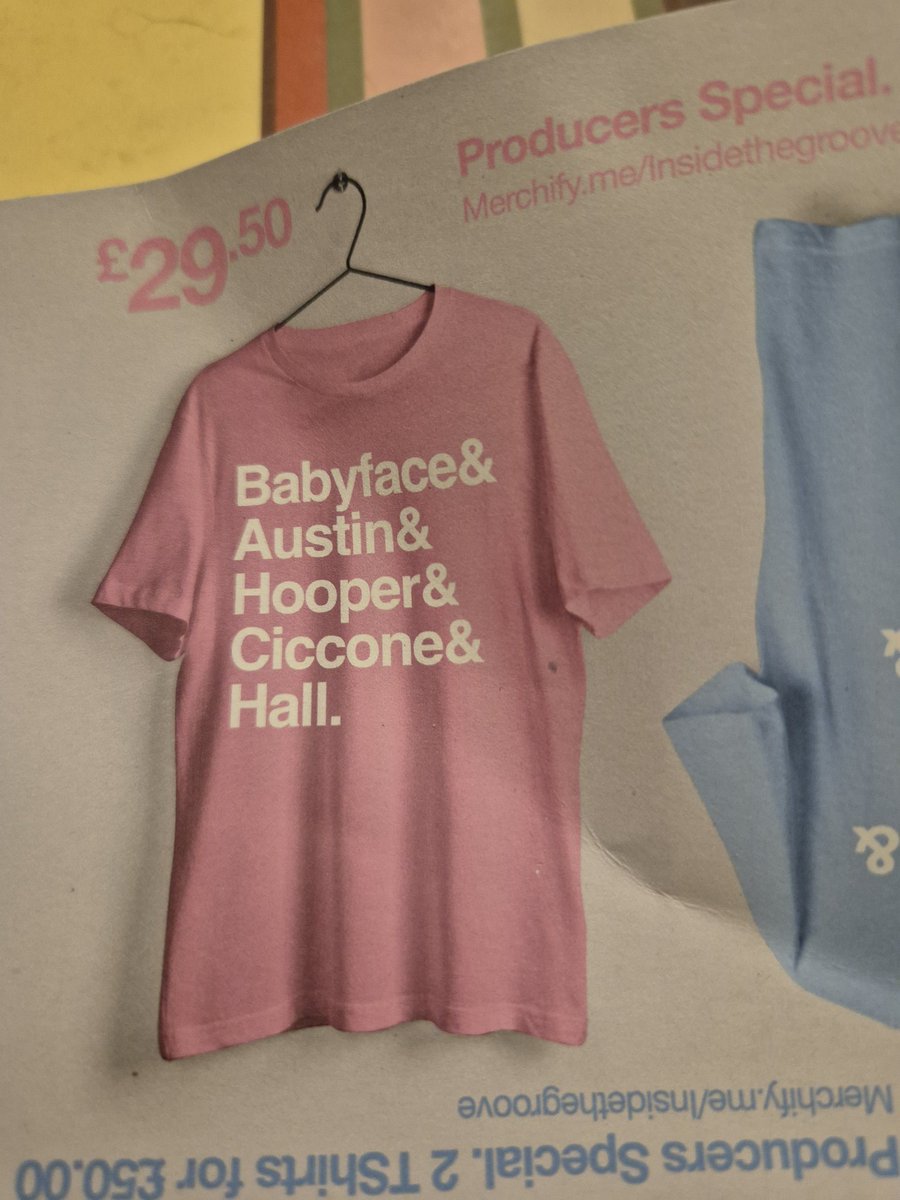 Producers Special.
Merchify.me/Insidethegroove
£29.50
Babyface&
Austin&
Hooper&
Ciccone&
Hall.
&
&
Merchify.me/Insidethegroove
Producers Special. 2 TShirts for £50.00